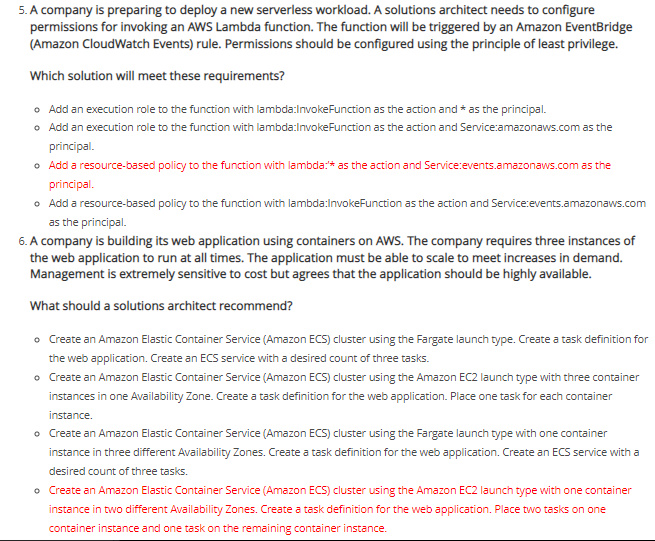 5. A company is preparing to deploy a new serverless workload. A solutions architect needs to configure
permissions for invoking an AWS Lambda function. The function will be triggered by an Amazon EventBridge
(Amazon CloudWatch Events) rule. Permissions should be configured using the principle of least privilege.
Which solution will meet these requirements?
○ Add an execution role to the function with lambda:InvokeFunction as the action and * as the principal.
○ Add an execution role to the function with lambda:InvokeFunction as the action and Service:amazonaws.com as the
principal.
○ Add a resource-based policy to the function with lambda:'* as the action and Service:events.amazonaws.com as the
principal.
○ Add a resource-based policy to the function with lambda:InvokeFunction as the action and Service:events.amazonaws.com
as the principal.
6. A company is building its web application using containers on AWS. The company requires three instances of
the web application to run at all times. The application must be able to scale to meet increases in demand.
Management is extremely sensitive to cost but agrees that the application should be highly available.
What should a solutions architect recommend?
○ Create an Amazon Elastic Container Service (Amazon ECS) cluster using the Fargate launch type. Create a task definition for
the web application. Create an ECS service with a desired count of three tasks.
○ Create an Amazon Elastic Container Service (Amazon ECS) cluster using the Amazon EC2 launch type with three container
instances in one Availability Zone. Create a task definition for the web application. Place one task for each container
instance.
○ Create an Amazon Elastic Container Service (Amazon ECS) cluster using the Fargate launch type with one container
instance in three different Availability Zones. Create a task definition for the web application. Create an ECS service with a
desired count of three tasks.
○ Create an Amazon Elastic Container Service (Amazon ECS) cluster using the Amazon EC2 launch type with one container
instance in two different Availability Zones. Create a task definition for the web application. Place two tasks on one
container instance and one task on the remaining container instance.